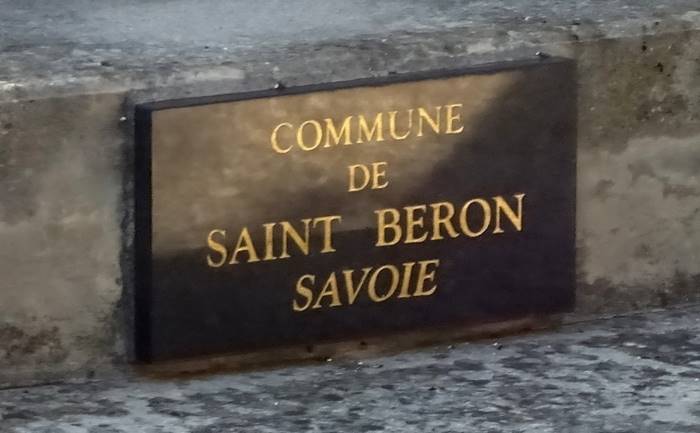 COMMUNE
DE
SAINT BERON
SAVOIE